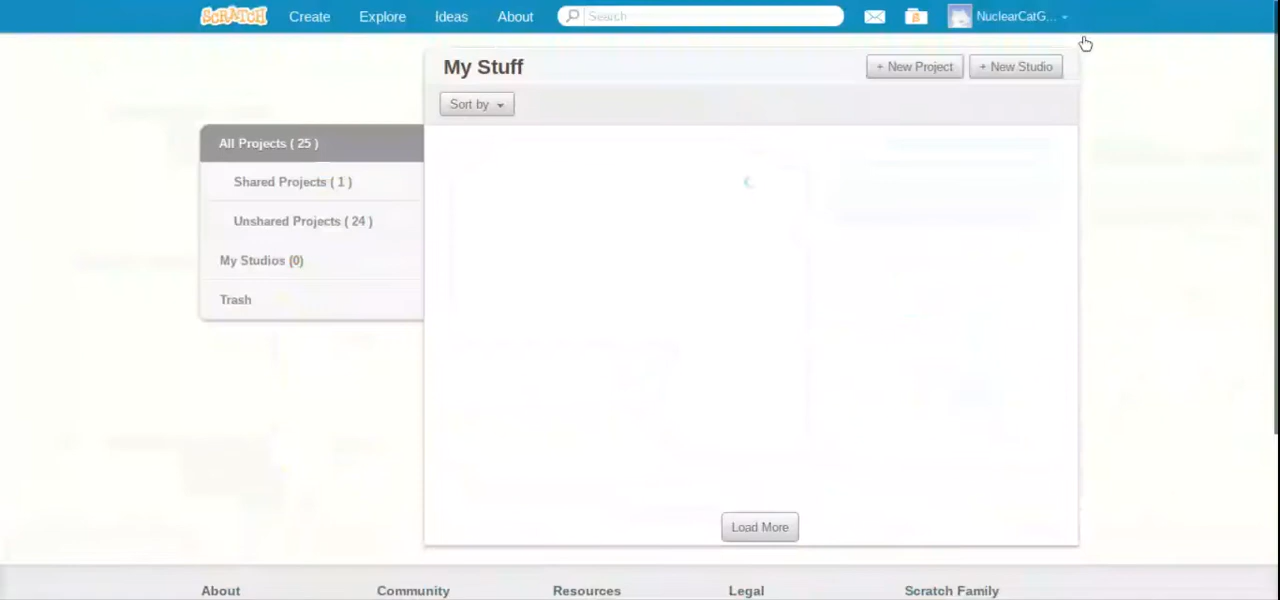 SCRATCH Create Explore Ideas About Search NuclearCatG...
My Stuff + New Project + New Studio
Sort by
All Projects ( 25 )
Shared Projects ( 1 )
Unshared Projects ( 24 )
My Studios (0)
Trash
Load More
About Community Resources Legal Scratch Family